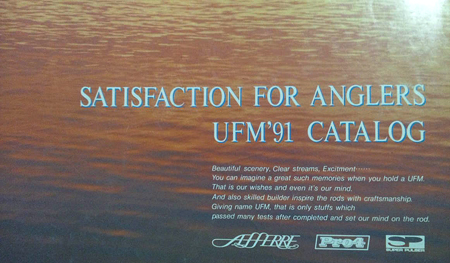 SATISFACTION FOR ANGLERS
UFM'91 CATALOG
Beautiful scenery, Clear streams, Excitment······
You can imagine a great such memories when you hold a UFM.
That is our wishes and even it's our mind.
And also skilled builder inspire the rods with craftsmanship.
Giving name UFM, that is only stuffs which
passed many tests after completed and set our mind on the rod.
SUPER PULSER